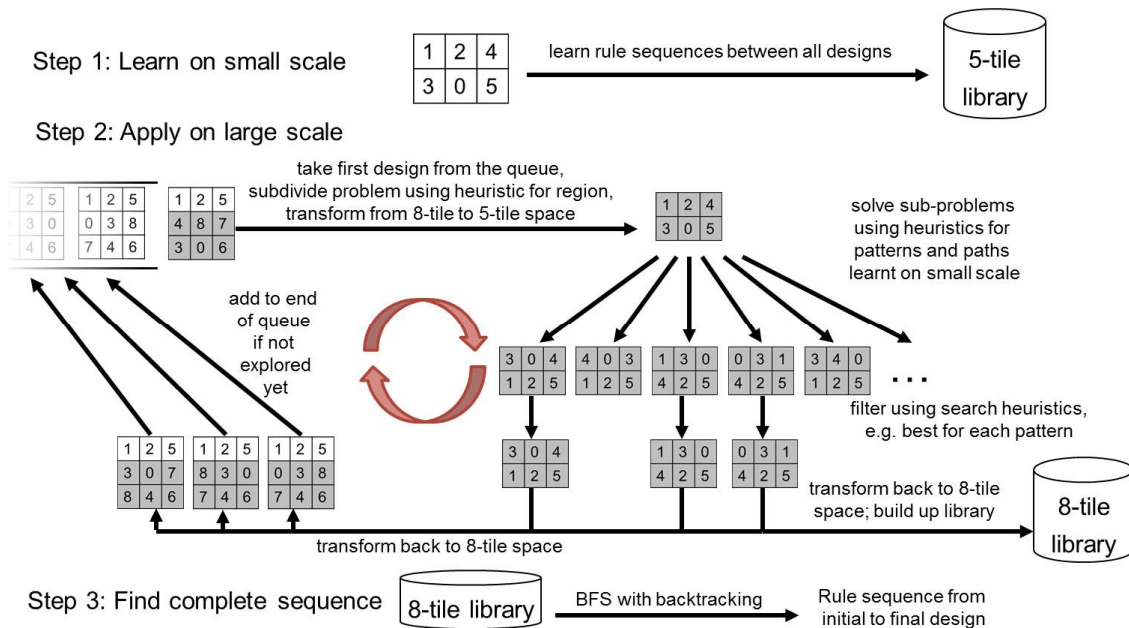 Step 1: Learn on small scale
1 2 4
3 0 5
learn rule sequences between all designs
5-tile
library
Step 2: Apply on large scale
1 2 5
3 0
7 4 6
1 2 5
0 3 8
7 4 6
1 2 5
4 8 7
3 0 6
take first design from the queue,
subdivide problem using heuristic for region,
transform from 8-tile to 5-tile space
1 2 4
3 0 5
solve sub-problems
using heuristics for
patterns and paths
learnt on small scale
add to end
of queue
if not
explored
yet
3 0 4
1 2 5
4 0 3
1 2 5
1 3 0
4 2 5
0 3 1
4 2 5
3 4 0
1 2 5
...
filter using search heuristics,
e.g. best for each pattern
3 0 4
1 2 5
1 3 0
4 2 5
0 3 1
4 2 5
1 2 5
3 0 7
8 4 6
1 2 5
8 3 0
7 4 6
1 2 5
0 3 8
7 4 6
transform back to 8-tile
space; build up library
8-tile
library
transform back to 8-tile space
Step 3: Find complete sequence
8-tile library
BFS with backtracking
Rule sequence from
initial to final design